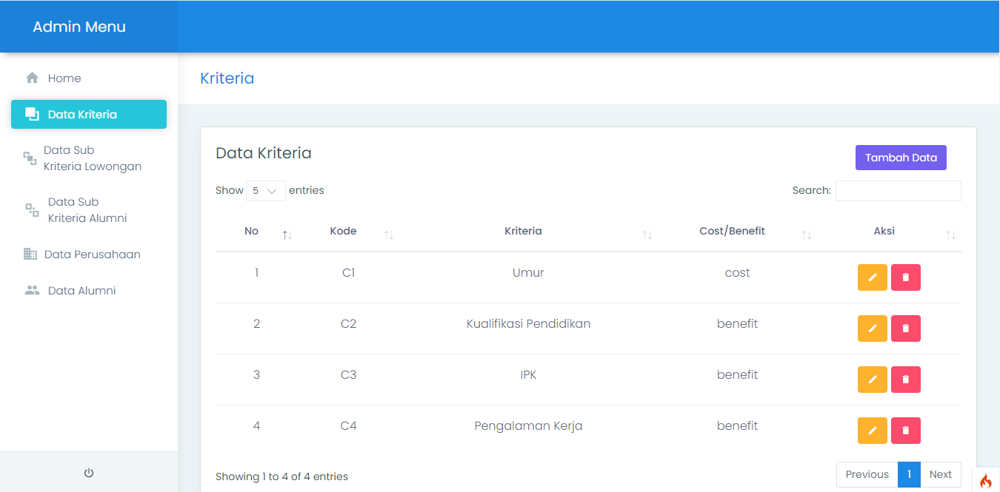 Admin Menu
Home
Data Kriteria
Data Sub
Kriteria Lowongan
Data Sub
Kriteria Alumni
Data Perusahaan
Data Alumni
Kriteria
Data Kriteria
Tambah Data
Show 5 entries
Search:
No Kode Kriteria Cost/Benefit Aksi
1 C1 Umur cost
2 C2 Kualifikasi Pendidikan benefit
3 C3 IPK benefit
4 C4 Pengalaman Kerja benefit
Showing 1 to 4 of 4 entries
Previous 1 Next